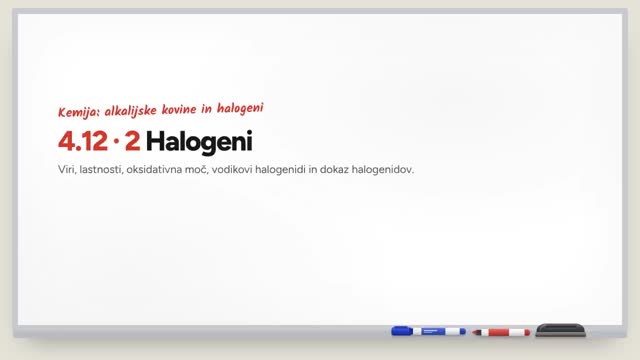 Kemija: alkalijske kovine in halogeni
4.12 · 2 Halogeni
Viri, lastnosti, oksidativna moč, vodikovi halogenidi in dokaz halogenidov.